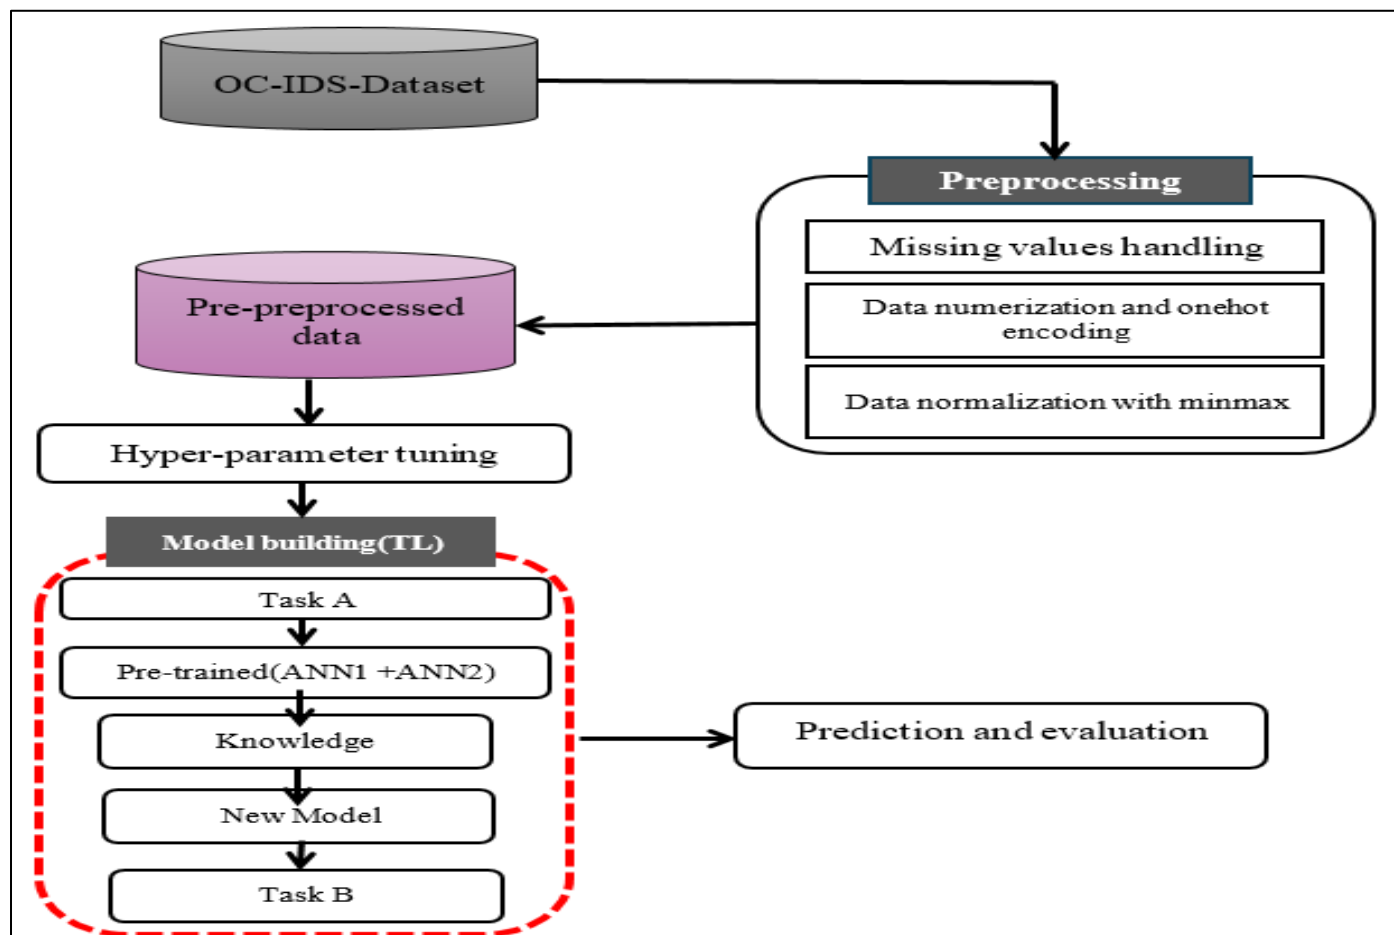 OC-IDS-Dataset
Preprocessing
Missing values handling
Data numerization and onehot
encoding
Data normalization with minmax
Pre-preprocessed
data
Hyper-parameter tuning
Model building(TL)
Task A
Pre-trained(ANN1 +ANN2)
Knowledge
New Model
Task B
Prediction and evaluation